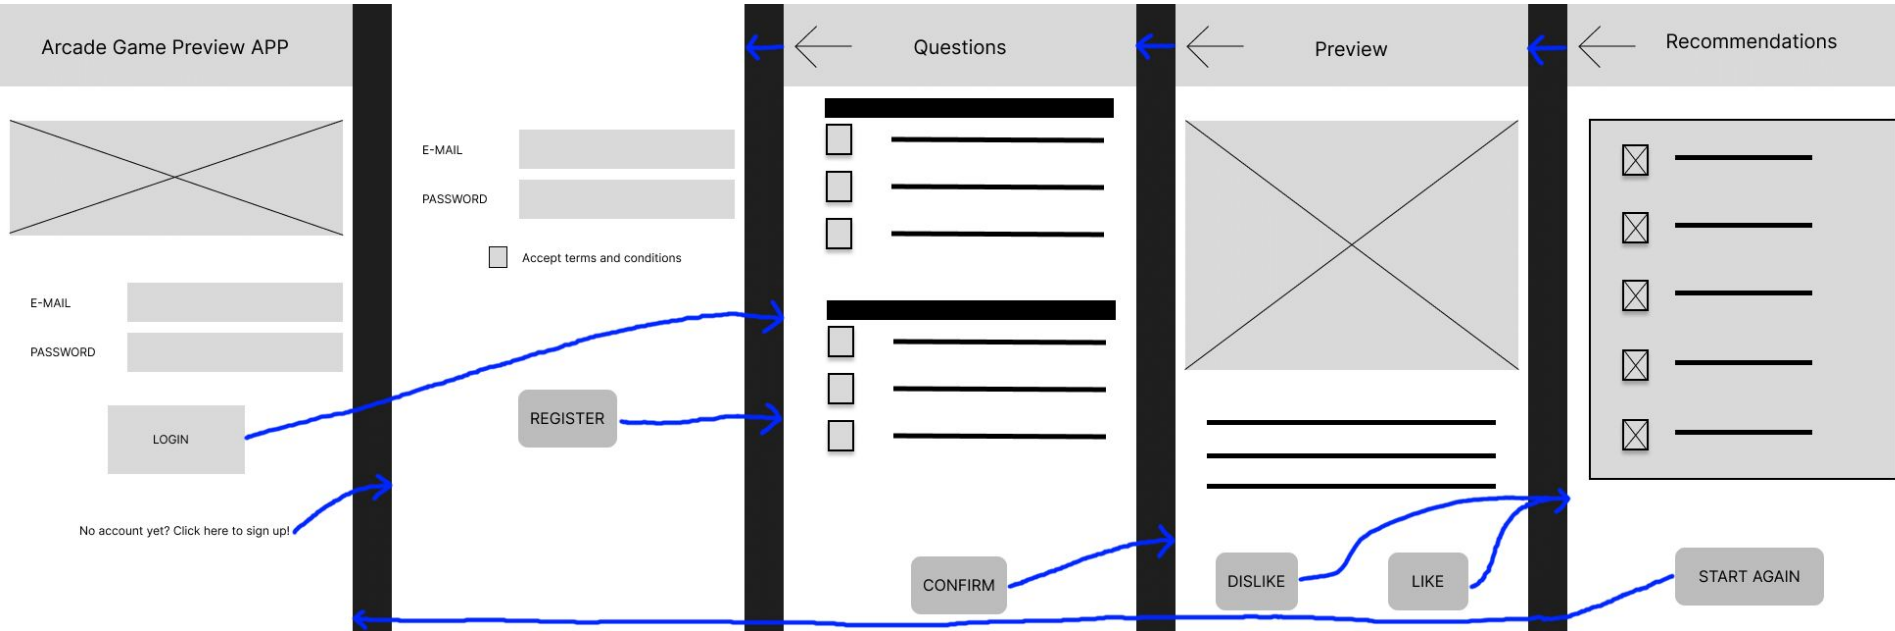 Arcade Game Preview APP
E-MAIL
PASSWORD
LOGIN
No account yet? Click here to sign up!
E-MAIL
PASSWORD
Accept terms and conditions
REGISTER
Questions
CONFIRM
Preview
DISLIKE
LIKE
Recommendations
START AGAIN